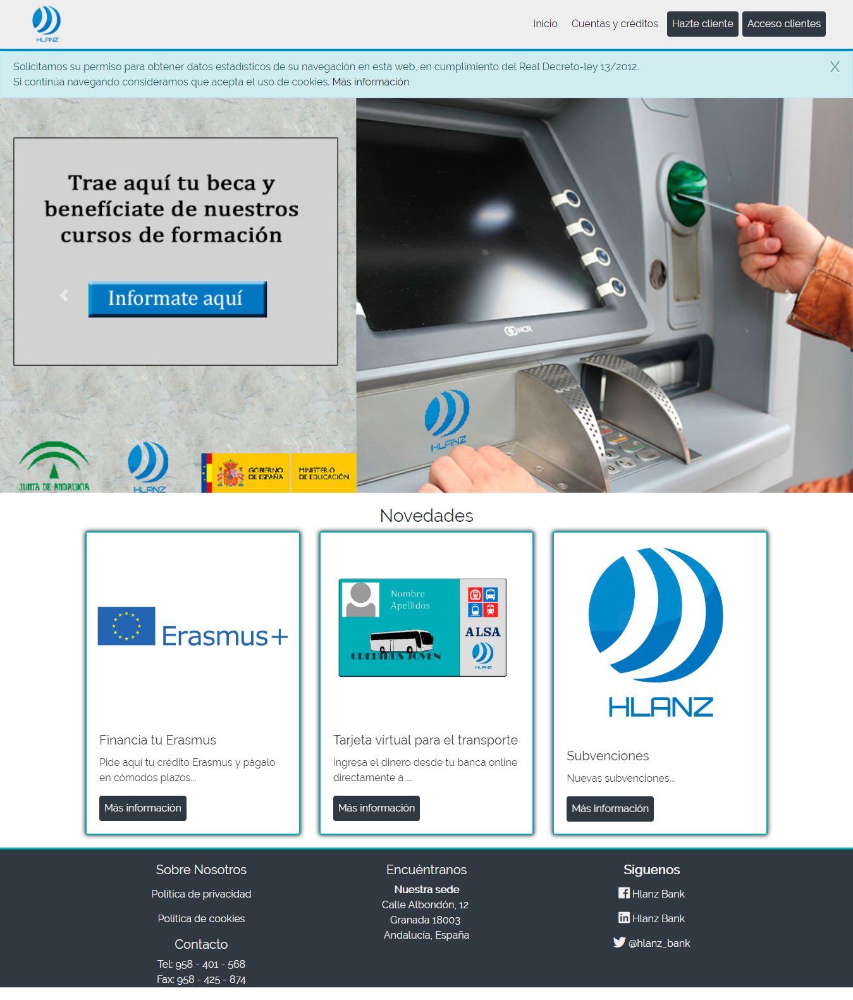 HLANZ
Inicio
Cuentas y créditos
Hazte cliente
Acceso clientes
Solicitamos su permiso para obtener datos estadísticos de su navegación en esta web, en cumplimiento del Real Decreto-ley 13/2012.
Si continúa navegando consideramos que acepta el uso de cookies. Más información
X
Trae aquí tu beca y
benefíciate de nuestros
cursos de formación
Informate aquí
NCR
HLANZ
JUNTA DE ANDALUCIA
HLANZ
GOBIERNO
DE ESPAÑA
MINISTERIO
DE EDUCACIÓN
Novedades
Erasmus+
Financia tu Erasmus
Pide aquí tu crédito Erasmus y págalo
en cómodos plazos...
Más información
Nombre
Apellidos
ALSA
CREDIBUS JOVEN
HLANZ
Tarjeta virtual para el transporte
Ingresa el dinero desde tu banca online
directamente a ...
Más información
HLANZ
Subvenciones
Nuevas subvenciones...
Más información
Sobre Nosotros
Política de privacidad
Política de cookies
Contacto
Tel: 958 - 401 - 568
Fax: 958 - 425 - 874
Encuéntranos
Nuestra sede
Calle Albondón, 12
Granada 18003
Andalucia, España
Síguenos
Hlanz Bank
Hlanz Bank
@hlanz_bank